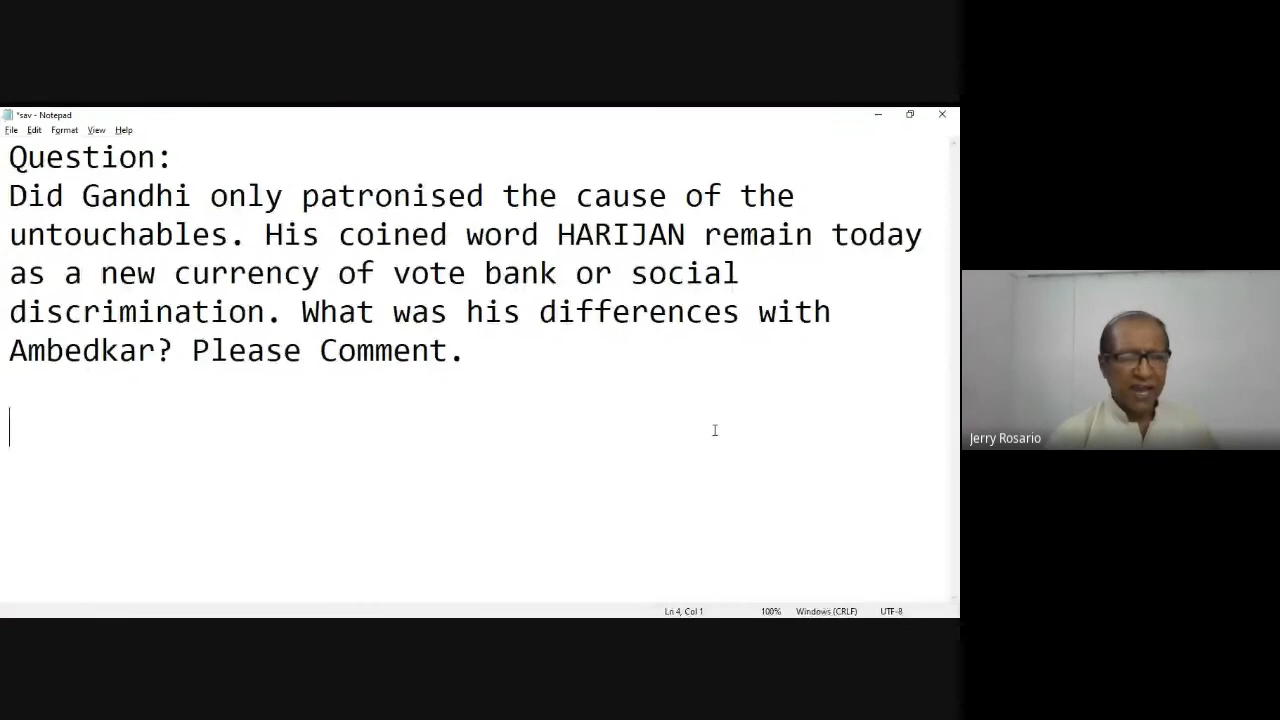 *sav - Notepad
File Edit Format View Help
Question:
Did Gandhi only patronised the cause of the
untouchables. His coined word HARIJAN remain today
as a new currency of vote bank or social
discrimination. What was his differences with
Ambedkar? Please Comment.
Jerry Rosario
Ln 4, Col 1 100% Windows (CRLF) UTF-8